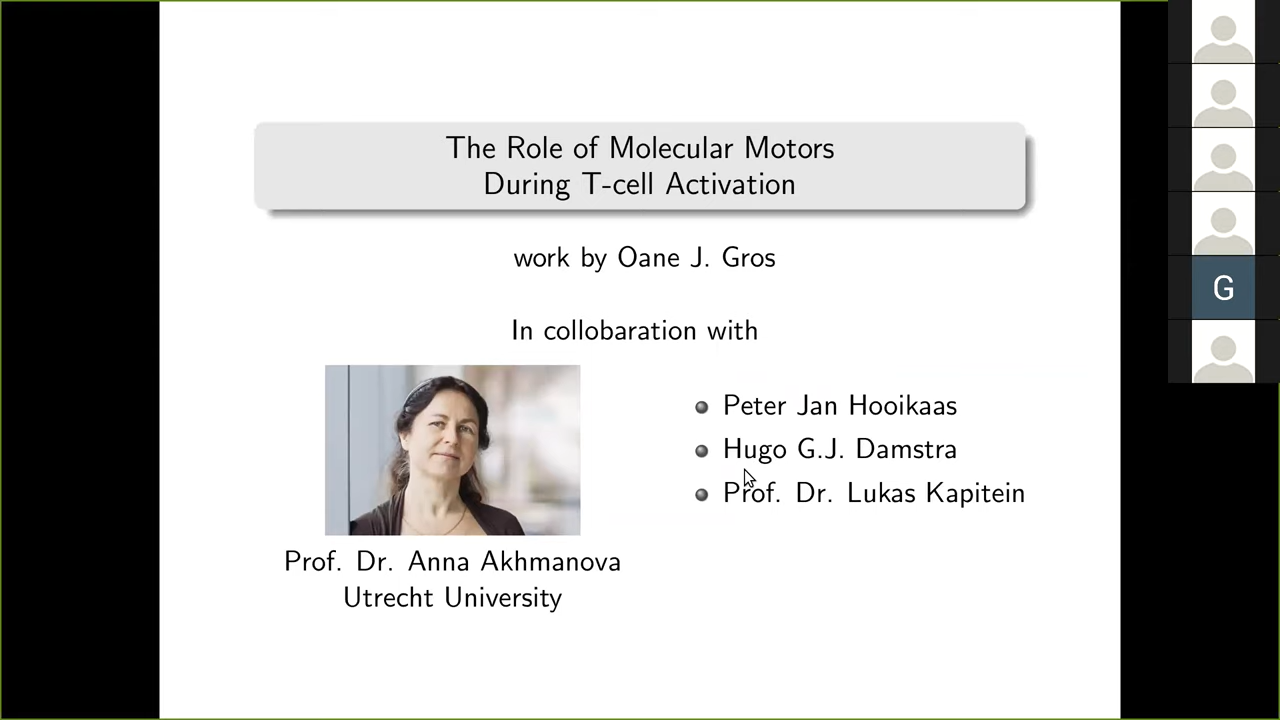 The Role of Molecular Motors
During T-cell Activation
work by Oane J. Gros
In collobaration with
Peter Jan Hooikaas
Hugo G.J. Damstra
Prof. Dr. Lukas Kapitein
Prof. Dr. Anna Akhmanova
Utrecht University
G